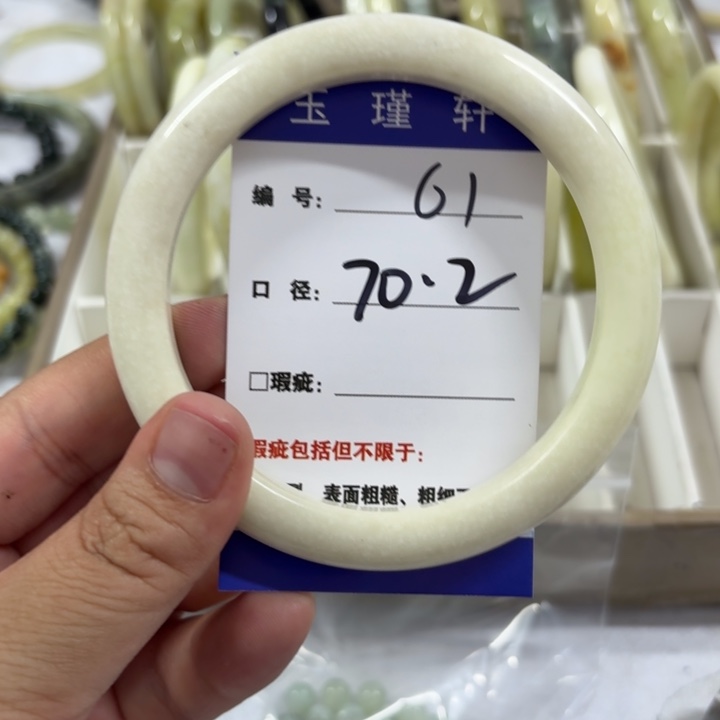 玉瑾轩
编号：61
口径：70.2
□瑕疵：
瑕疵包括但不限于：
表面粗糙、粗细